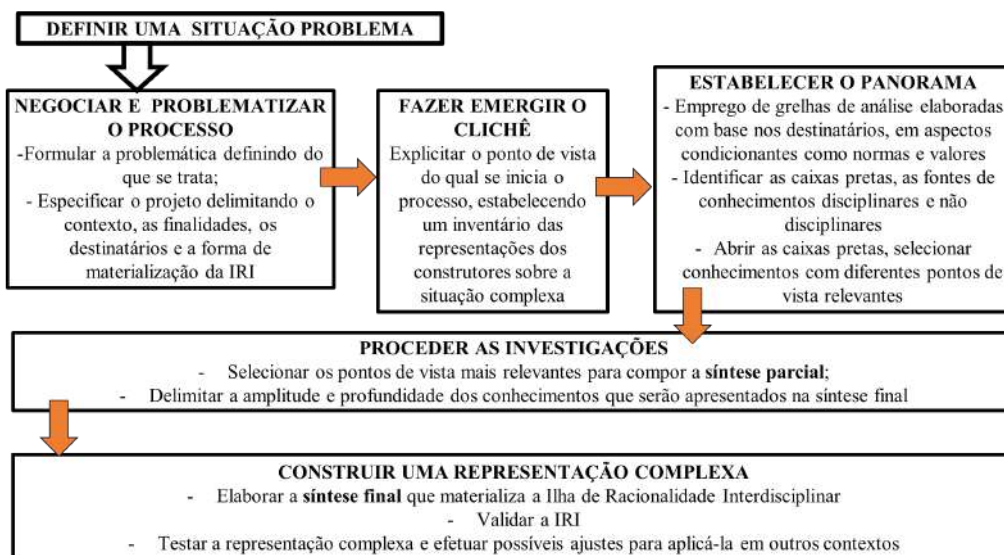 DEFINIR UMA SITUAÇÃO PROBLEMA
NEGOCIAR E PROBLEMATIZAR
O PROCESSO
-Formular a problemática definindo do
que se trata;
- Especificar o projeto delimitando o
contexto, as finalidades, os
destinatários e a forma de
materialização da IRI
FAZER EMERGIR O
CLICHÊ
Explicitar o ponto de vista
do qual se inicia o
processo, estabelecendo
um inventário das
representações dos
construtores sobre a
situação complexa
ESTABELECER O PANORAMA
- Emprego de grelhas de análise elaboradas
com base nos destinatários, em aspectos
condicionantes como normas e valores
- Identificar as caixas pretas, as fontes de
conhecimentos disciplinares e não
disciplinares
- Abrir as caixas pretas, selecionar
conhecimentos com diferentes pontos de
vista relevantes
PROCEDER AS INVESTIGAÇÕES
- Selecionar os pontos de vista mais relevantes para compor a síntese parcial;
- Delimitar a amplitude e profundidade dos conhecimentos que serão apresentados na síntese final
CONSTRUIR UMA REPRESENTAÇÃO COMPLEXA
- Elaborar a síntese final que materializa a Ilha de Racionalidade Interdisciplinar
- Validar a IRI
- Testar a representação complexa e efetuar possíveis ajustes para aplicá-la em outros contextos